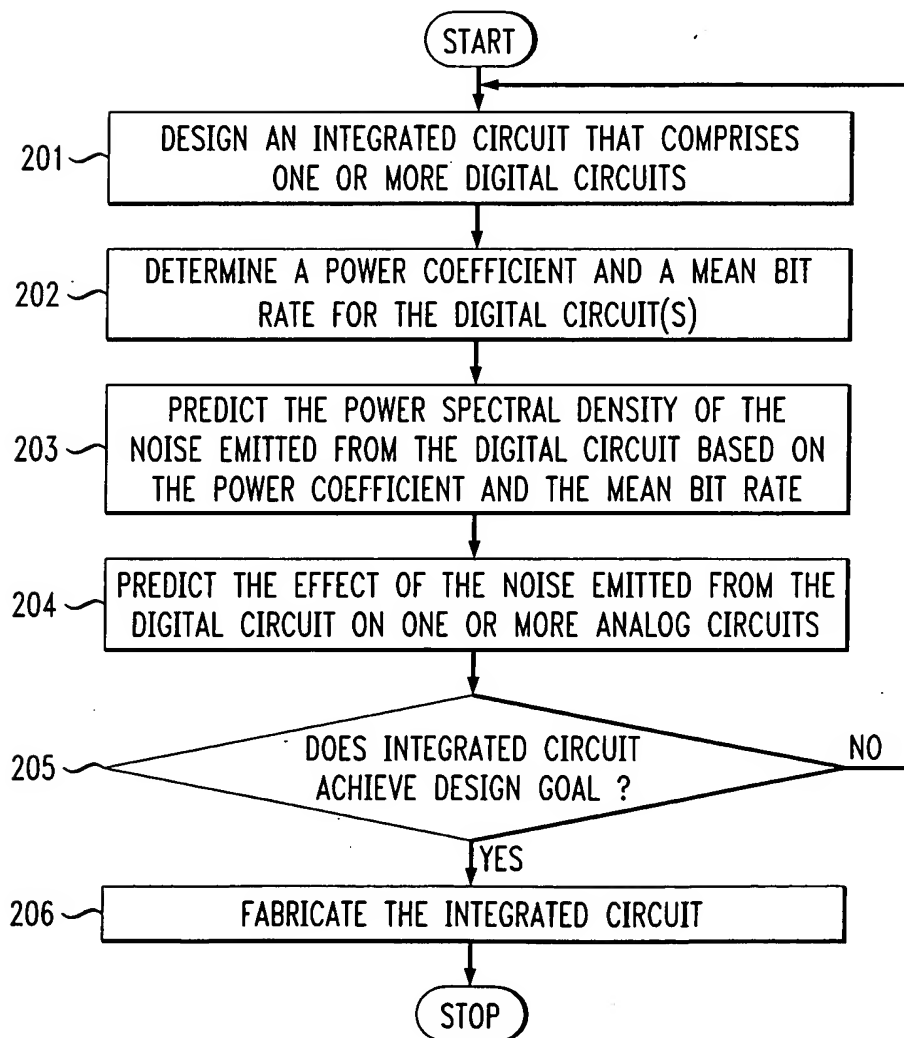 START
201
DESIGN AN INTEGRATED CIRCUIT THAT COMPRISES
ONE OR MORE DIGITAL CIRCUITS
202
DETERMINE A POWER COEFFICIENT AND A MEAN BIT
RATE FOR THE DIGITAL CIRCUIT(S)
203
PREDICT THE POWER SPECTRAL DENSITY OF THE
NOISE EMITTED FROM THE DIGITAL CIRCUIT BASED ON
THE POWER COEFFICIENT AND THE MEAN BIT RATE
204
PREDICT THE EFFECT OF THE NOISE EMITTED FROM THE
DIGITAL CIRCUIT ON ONE OR MORE ANALOG CIRCUITS
205
DOES INTEGRATED CIRCUIT
ACHIEVE DESIGN GOAL ?
NO
YES
206
FABRICATE THE INTEGRATED CIRCUIT
STOP